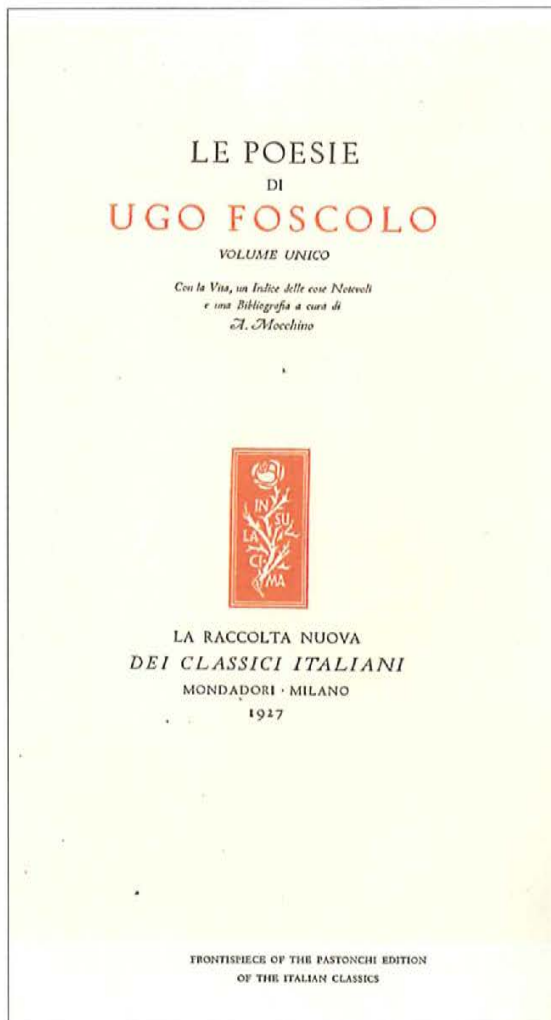 LE POESIE
DI
UGO FOSCOLO
VOLUME UNICO
Con la Vita, un Indice delle cose Notevoli
e una Bibliografia a cura di
A. Mocchino
IN
SU
LA
CI·
MA
LA RACCOLTA NUOVA
DEI CLASSICI ITALIANI
MONDADORI · MILANO
1927
FRONTISPIECE OF THE PASTONCHI EDITION
OF THE ITALIAN CLASSICS